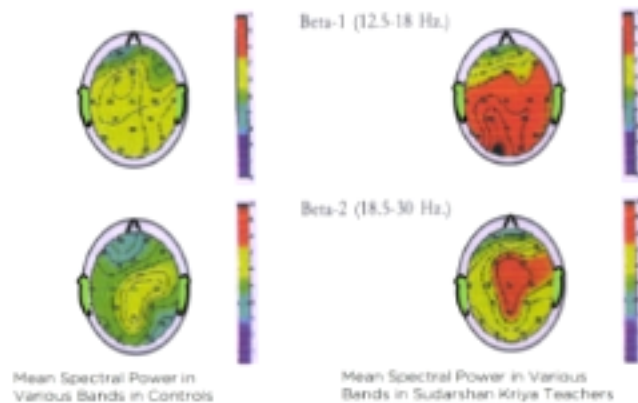 Beta-1 (12.5-18 Hz.)
Beta-2 (18.5-30 Hz.)
Mean Spectral Power in
Various Bands in Controls
Mean Spectral Power in Various
Bands in Sudarshan Kriya Teachers